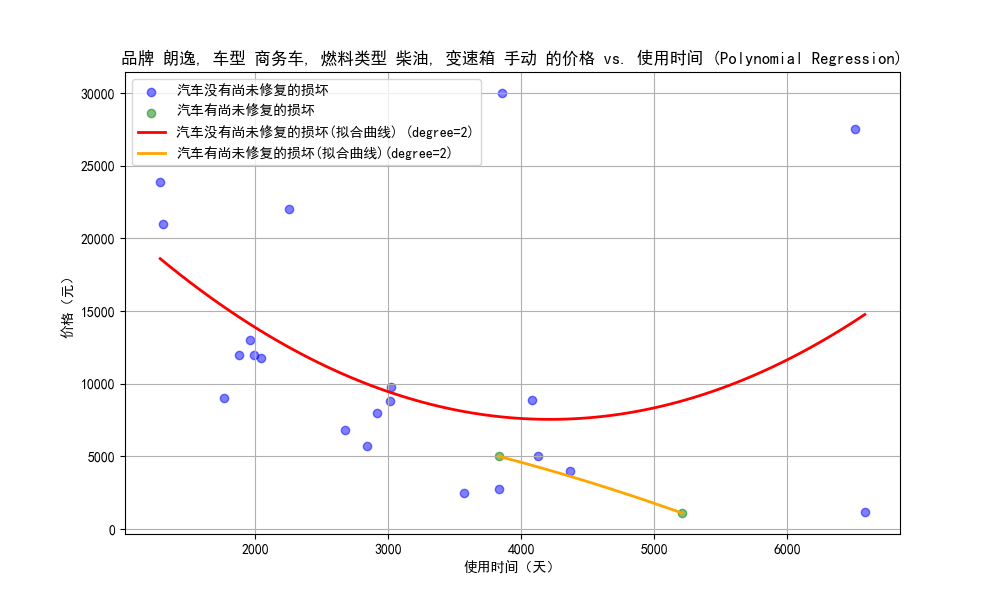 品牌 朗逸, 车型 商务车, 燃料类型 柴油, 变速箱 手动 的价格 vs. 使用时间 (Polynomial Regression)
汽车没有尚未修复的损坏
汽车有尚未修复的损坏
汽车没有尚未修复的损坏(拟合曲线) (degree=2)
汽车有尚未修复的损坏(拟合曲线)(degree=2)
30000
25000
20000
15000
10000
5000
0
价格（元）
2000 3000 4000 5000 6000
使用时间（天）